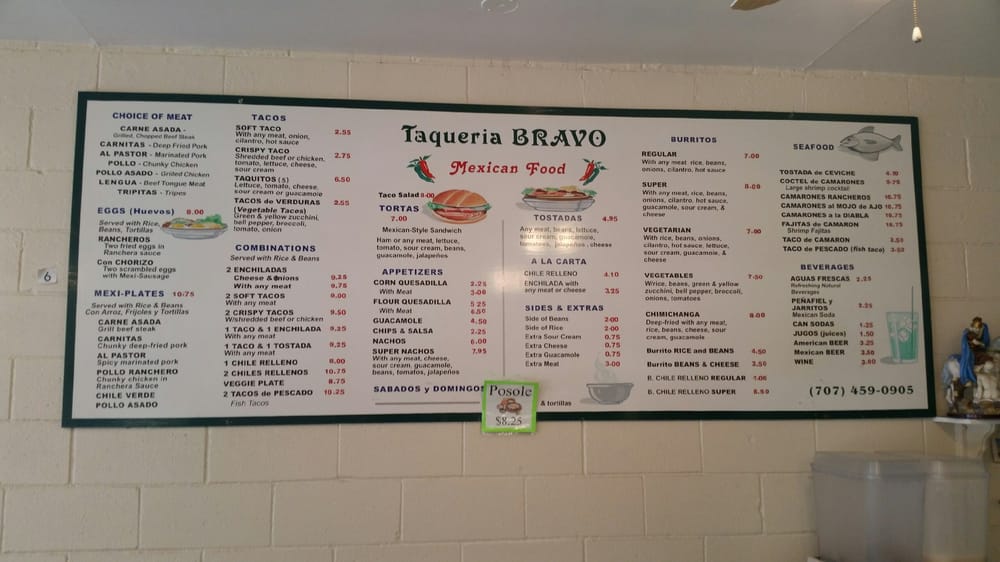 CHOICE OF MEAT
CARNE ASADA -
Grilled, Chopped Beef Steak
CARNITAS - Deep Fried Pork
AL PASTOR - Marinated Pork
POLLO - Chunky Chicken
POLLO ASADO - Grilled Chicken
LENGUA - Beef Tongue Meat
TRIPITAS - Tripes
EGGS (Huevos) 8.00
Served with Rice,
Beans, Tortillas
RANCHEROS
Two fried eggs in
Ranchera sauce
Con CHORIZO
Two scrambled eggs
with Mexi-Sausage
MEXI-PLATES 10.75
Served with Rice & Beans
Con Arroz, Frijoles y Tortillas
CARNE ASADA
Grill beef steak
CARNITAS
Chunky deep-fried pork
AL PASTOR
Spicy marinated pork
POLLO RANCHERO
Chunky chicken in
Ranchera Sauce
CHILE VERDE
POLLO ASADO
TACOS
SOFT TACO 2.55
With any meat, onion,
cilantro, hot sauce
CRISPY TACO 2.75
Shredded beef or chicken,
tomato, lettuce, cheese,
sour cream
TAQUITOS (5) 6.50
Lettuce, tomato, cheese,
sour cream or guacamole
TACOS de VERDURAS 2.55
(Vegetable Tacos)
Green & yellow zucchini,
bell pepper, broccoli,
tomato, onion
COMBINATIONS
Served with Rice & Beans
2 ENCHILADAS
Cheese & Onions 9.25
With any meat 9.75
2 SOFT TACOS 9.00
With any meat
2 CRISPY TACOS 9.50
W/shredded beef or chicken
1 TACO & 1 ENCHILADA 9.25
With any meat
1 TACO & 1 TOSTADA 9.25
With any meat
1 CHILE RELLENO 8.00
2 CHILES RELLENOS 10.75
VEGGIE PLATE 8.75
2 TACOS de PESCADO 10.25
Fish Tacos
Taqueria BRAVO
Mexican Food
Taco Salad 8.00
TORTAS
7.00
Mexican-Style Sandwich
Ham or any meat, lettuce,
tomato, sour cream, beans,
guacamole, jalapeños
APPETIZERS
CORN QUESADILLA 2.25
With Meat 3.00
FLOUR QUESADILLA 5.25
With Meat 6.50
GUACAMOLE 4.50
CHIPS & SALSA 2.25
NACHOS 6.00
SUPER NACHOS 7.95
With any meat, cheese,
sour cream, guacamole,
beans, tomato, jalapeños
SABADOS y DOMINGO
Posole
$8.25
& tortillas
TOSTADAS 4.95
Any meat, beans, lettuce,
sour cream, guacamole,
tomatoes, jalapeños, cheese
A LA CARTA
CHILE RELLENO 4.10
ENCHILADA with
any meat or cheese 3.25
SIDES & EXTRAS
Side of Beans 2.00
Side of Rice 2.00
Extra Sour Cream 0.75
Extra Cheese 0.75
Extra Guacamole 0.75
Extra Meat 3.00
BURRITOS
REGULAR 7.00
With any meat rice, beans,
onions, cilantro, hot sauce
SUPER 8.00
With any meat, rice, beans,
onions, cilantro, hot sauce,
guacamole, sour cream, &
cheese
VEGETARIAN 7.00
With rice, beans, onions,
cilantro, hot sauce, lettuce,
sour cream, guacamole, &
cheese
VEGETABLES 7.50
W/rice, beans, green & yellow
zucchini, bell pepper, broccoli,
onions, tomatoes
CHIMICHANGA 8.00
Deep-fried with any meat,
rice, beans, cheese, sour
cream, guacamole
Burrito RICE and BEANS 4.50
Burrito BEANS & CHEESE 3.50
B. CHILE RELLENO REGULAR
B. CHILE RELLENO SUPER 8.50
SEAFOOD
TOSTADA de CEVICHE 4.10
COCTEL de CAMARONES
Large shrimp cocktail
CAMARONES RANCHEROS 10.75
CAMARONES al MOJO de AJO 10.75
CAMARONES a la DIABLA 10.75
FAJITAS de CAMARON 10.75
Shrimp Fajitas
TACO de CAMARON 3.50
TACO de PESCADO (fish taco) 3.50
BEVERAGES
AGUAS FRESCAS 2.25
Refreshing Natural
Beverages
PEÑAFIEL y
JARRITOS 2.25
Mexican Soda
CAN SODAS 1.25
JUGOS (juices) 1.50
American BEER 3.25
Mexican BEER 3.50
WINE 3.50
(707) 459-0905
6